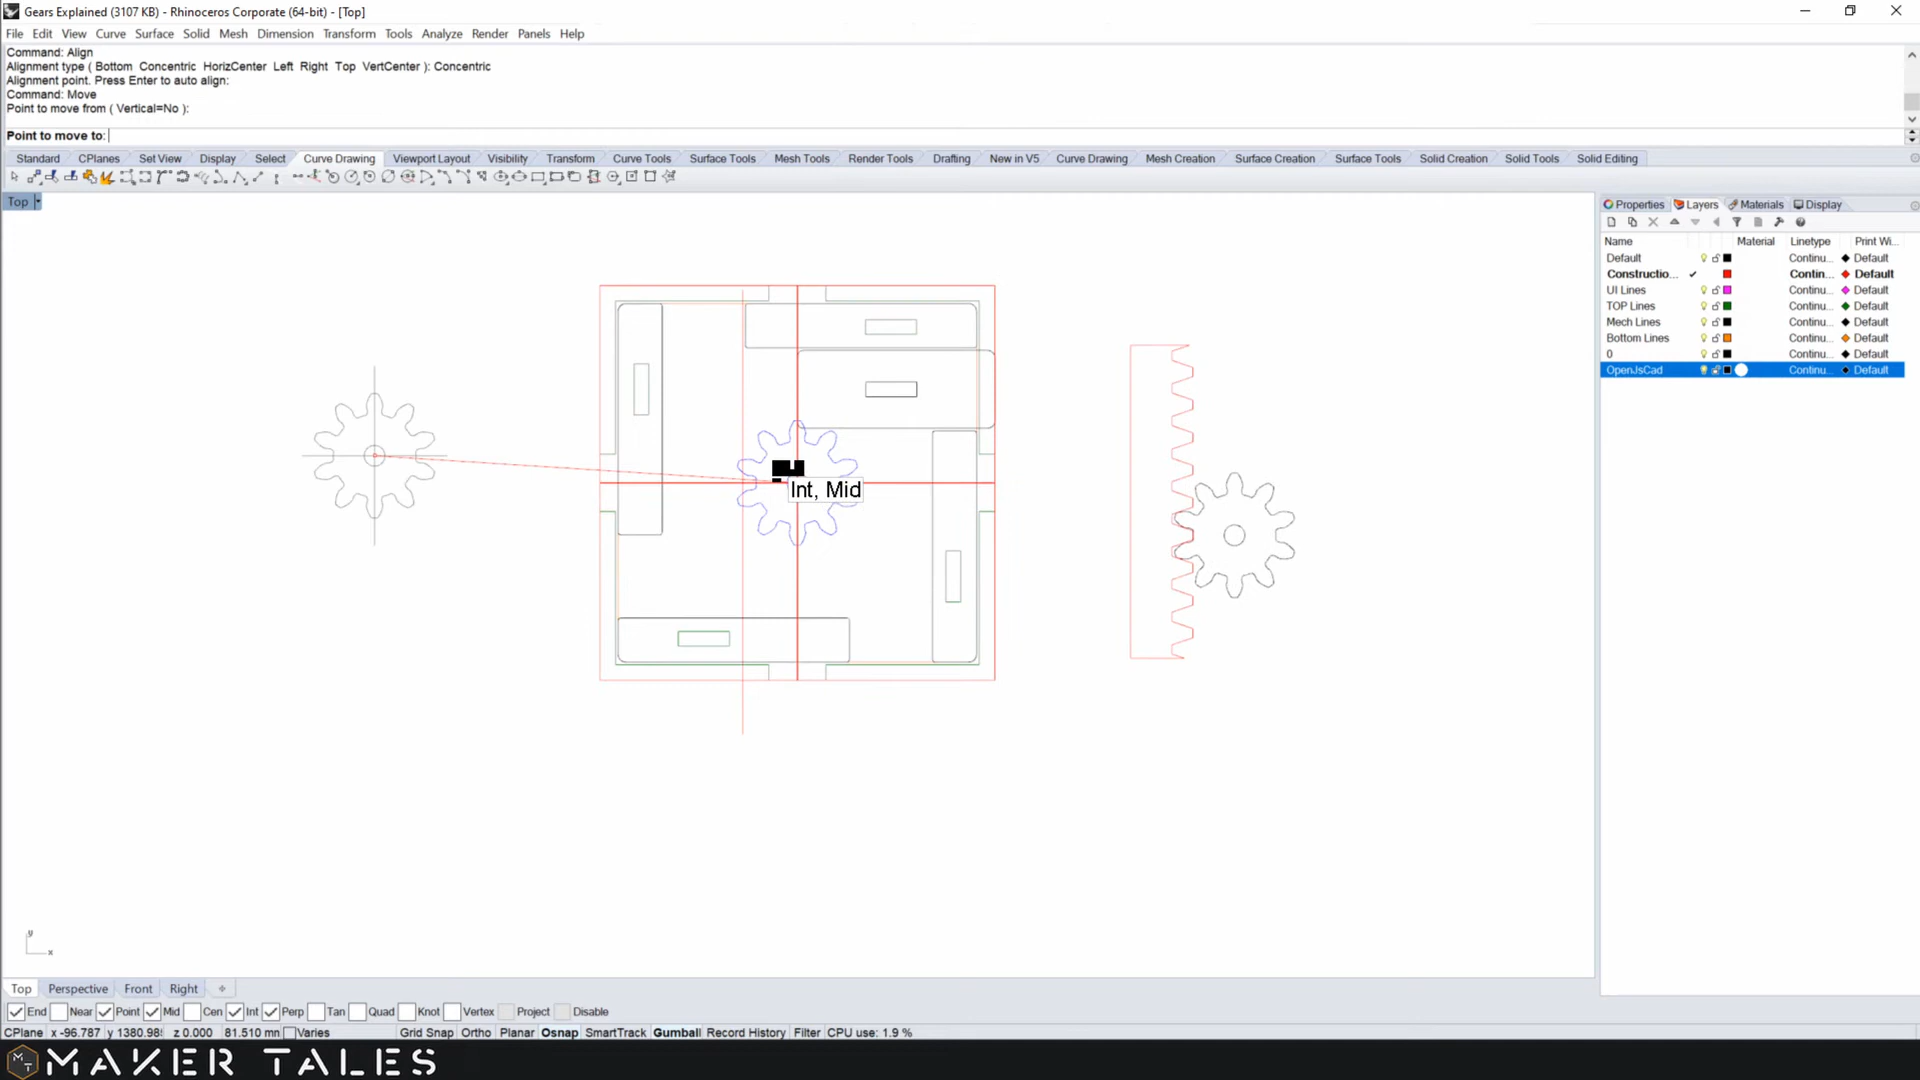 Gears Explained (3107 KB) - Rhinoceros Corporate (64-bit) - [Top]
File Edit View Curve Surface Solid Mesh Dimension Transform Tools Analyze Render Panels Help
Command: Align
Alignment type ( Bottom Concentric HorizCenter Left Right Top VertCenter ): Concentric
Alignment point. Press Enter to auto align:
Command: Move
Point to move from ( Vertical=No ):
Point to move to:
Standard CPlanes Set View Display Select Curve Drawing Viewport Layout Visibility Transform Curve Tools Surface Tools Mesh Tools Render Tools Drafting New in V5 Curve Drawing Mesh Creation Surface Creation Surface Tools Solid Creation Solid Tools Solid Editing
Top
Properties Layers Materials Display
Name Material Linetype Print Wi...
Default Continu... Default
Constructio... Contin... Default
UI Lines Continu... Default
TOP Lines Continu... Default
Mech Lines Continu... Default
Bottom Lines Continu... Default
0 Continu... Default
OpenJsCad Continu... Default
Int, Mid
y
x
Top Perspective Front Right
End Near Point Mid Cen Int Perp Tan Quad Knot Vertex Project Disable
CPlane x -96.787 y 1380.98 z 0.000 81.510 mm Varies Grid Snap Ortho Planar Osnap SmartTrack Gumball Record History Filter CPU use: 1.9 %
MT MAKER TALES